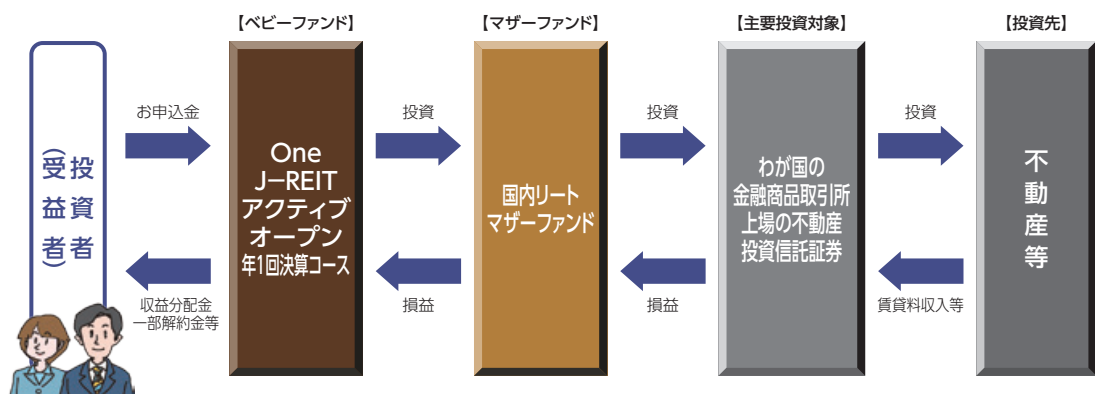 【ベビーファンド】
【マザーファンド】
【主要投資対象】
【投資先】
投資者
(受益者)
お申込金
収益分配金
一部解約金等
One
J-REIT
アクティブ
オープン
年1回決算コース
投資
損益
国内リート
マザーファンド
投資
損益
わが国の
金融商品取引所
上場の不動産
投資信託証券
投資
賃貸料収入等
不動産等